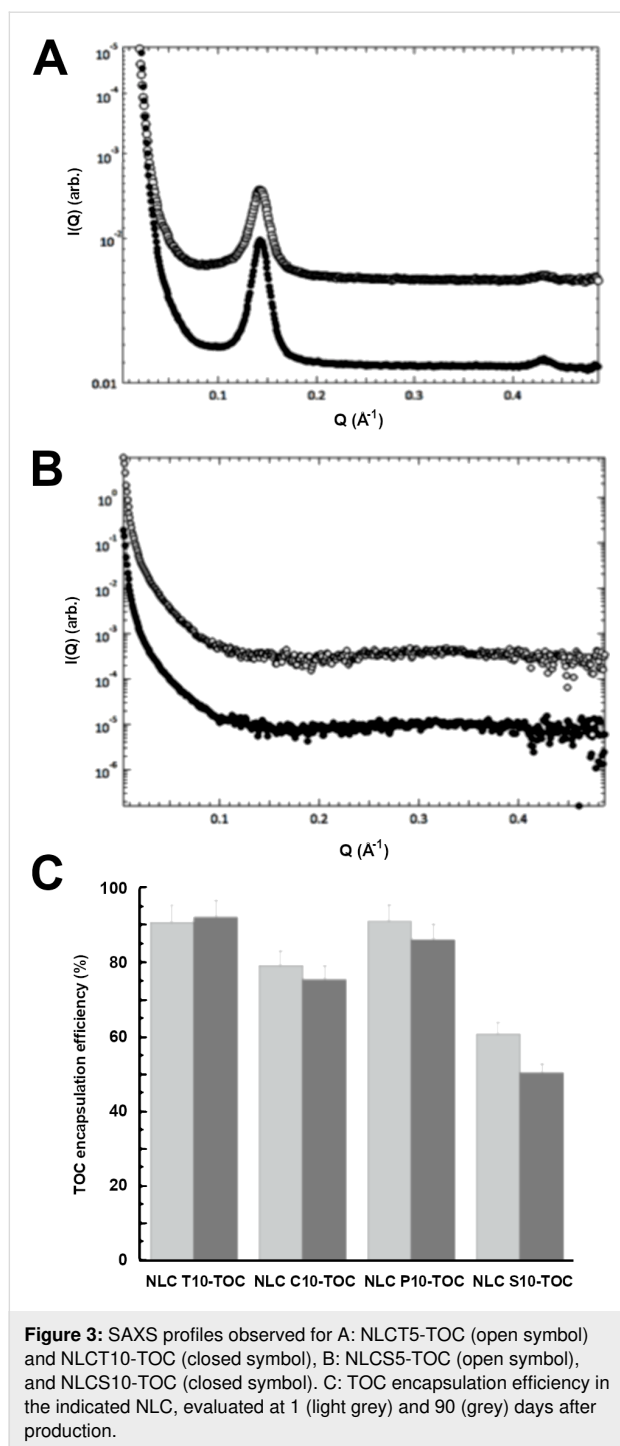 A
10⁻⁵
10⁻⁴
10⁻³
10⁻²
0.01
I(Q) (arb.)
0.1 0.2 0.3 0.4
Q (Å⁻¹)
B
10⁰
10⁻¹
10⁻²
10⁻³
10⁻⁴
10⁻⁵
10⁻⁶
I(Q) (arb.)
0.1 0.2 0.3 0.4
Q (Å⁻¹)
C
100
80
60
40
20
0
TOC encapsulation efficiency (%)
NLC T10-TOC NLC C10-TOC NLC P10-TOC NLC S10-TOC
Figure 3: SAXS profiles observed for A: NLCT5-TOC (open symbol)
and NLCT10-TOC (closed symbol), B: NLCS5-TOC (open symbol),
and NLCS10-TOC (closed symbol). C: TOC encapsulation efficiency in
the indicated NLC, evaluated at 1 (light grey) and 90 (grey) days after
production.